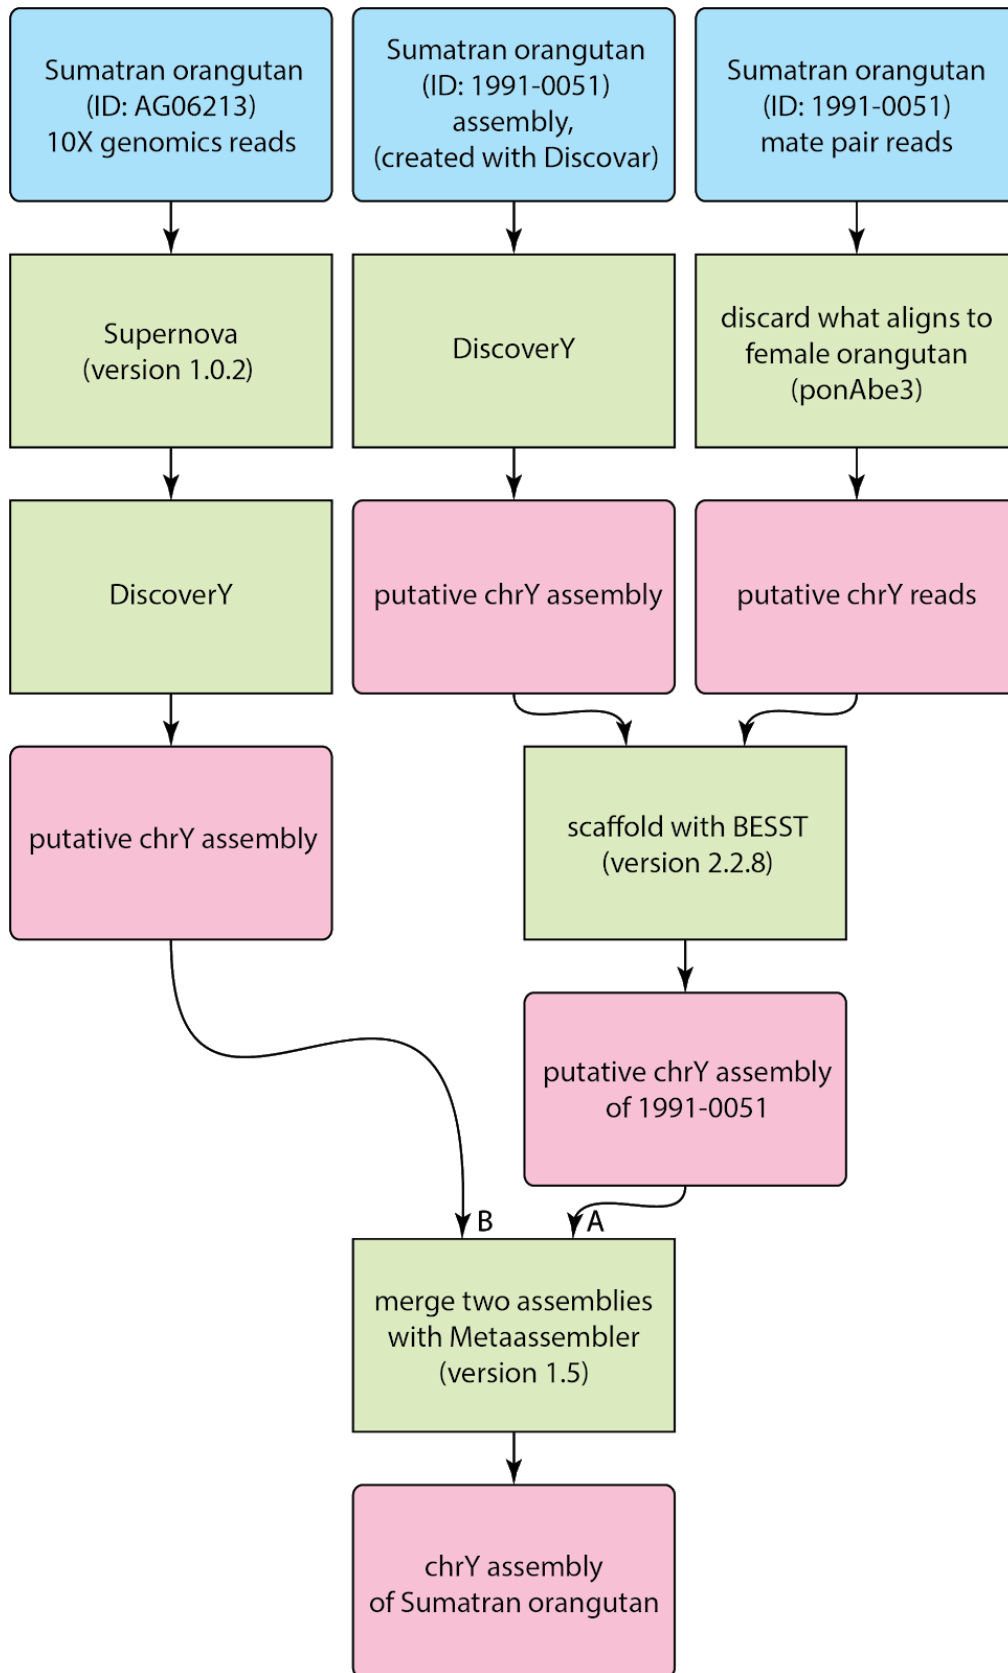 Sumatran orangutan
(ID: AG06213)
10X genomics reads
Sumatran orangutan
(ID: 1991-0051)
assembly,
(created with Discovar)
Sumatran orangutan
(ID: 1991-0051)
mate pair reads
Supernova
(version 1.0.2)
DiscoverY
discard what aligns to
female orangutan
(ponAbe3)
DiscoverY
putative chrY assembly
putative chrY reads
putative chrY assembly
scaffold with BESST
(version 2.2.8)
putative chrY assembly
of 1991-0051
B
A
merge two assemblies
with Metaassembler
(version 1.5)
chrY assembly
of Sumatran orangutan